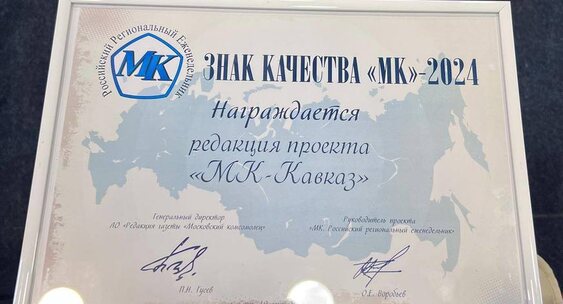 Российский Региональный Еженедельник
МК
ЗНАК КАЧЕСТВА «МК»-2024
Награждается
редакция проекта
«МК-Кавказ»
Генеральный директор
АО «Редакция газеты «Московский комсомолец»
П.Н. Гусев
Руководитель проекта
«МК. Российский региональный еженедельник»
О.Е. Воробьев